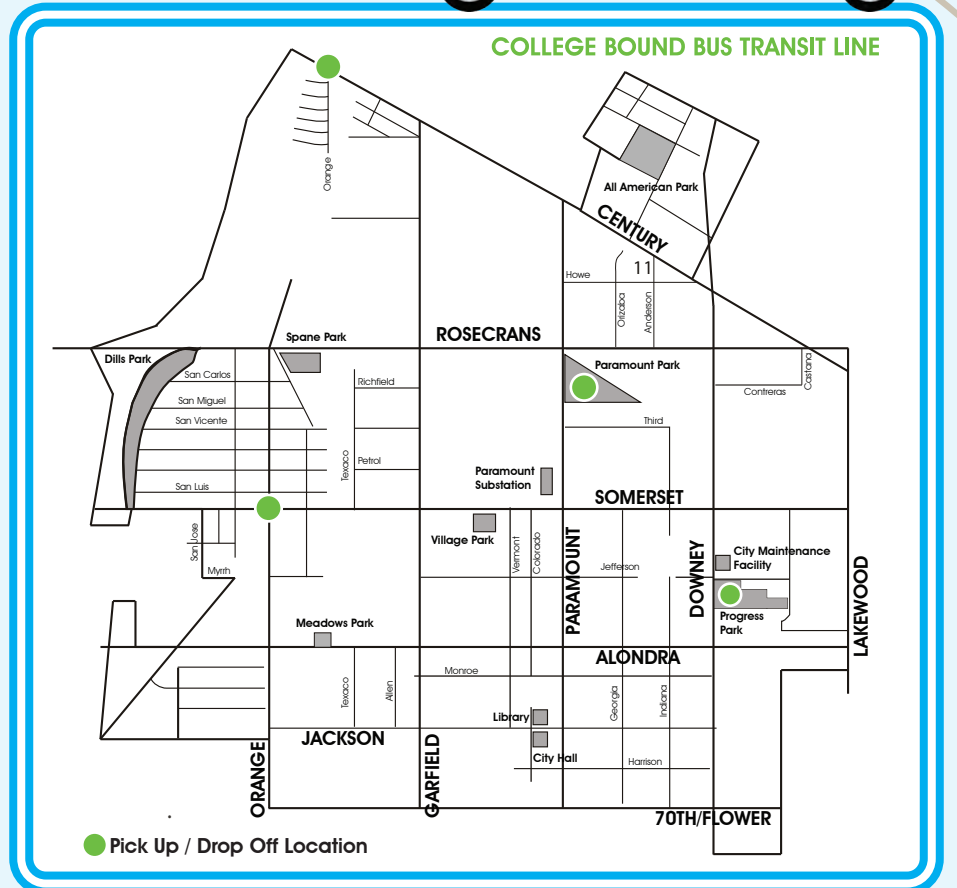 COLLEGE BOUND BUS TRANSIT LINE
Orange
All American Park
CENTURY
11
Howe
Orizaba
Anderson
ROSECRANS
Spane Park
Dills Park
Paramount Park
Castana
Contreras
San Carlos
Richfield
San Miguel
San Vicente
Third
Texaco
Petrol
Paramount
Substation
San Luis
SOMERSET
San Jose
Village Park
Vermont
Colorado
PARAMOUNT
DOWNEY
City Maintenance
Facility
Myrrh
Jefferson
LAKEWOOD
Meadows Park
Progress
Park
ALONDRA
Monroe
Texaco
Allen
Georgia
Indiana
Library
JACKSON
ORANGE
GARFIELD
City Hall
Harrison
70TH/FLOWER
Pick Up / Drop Off Location